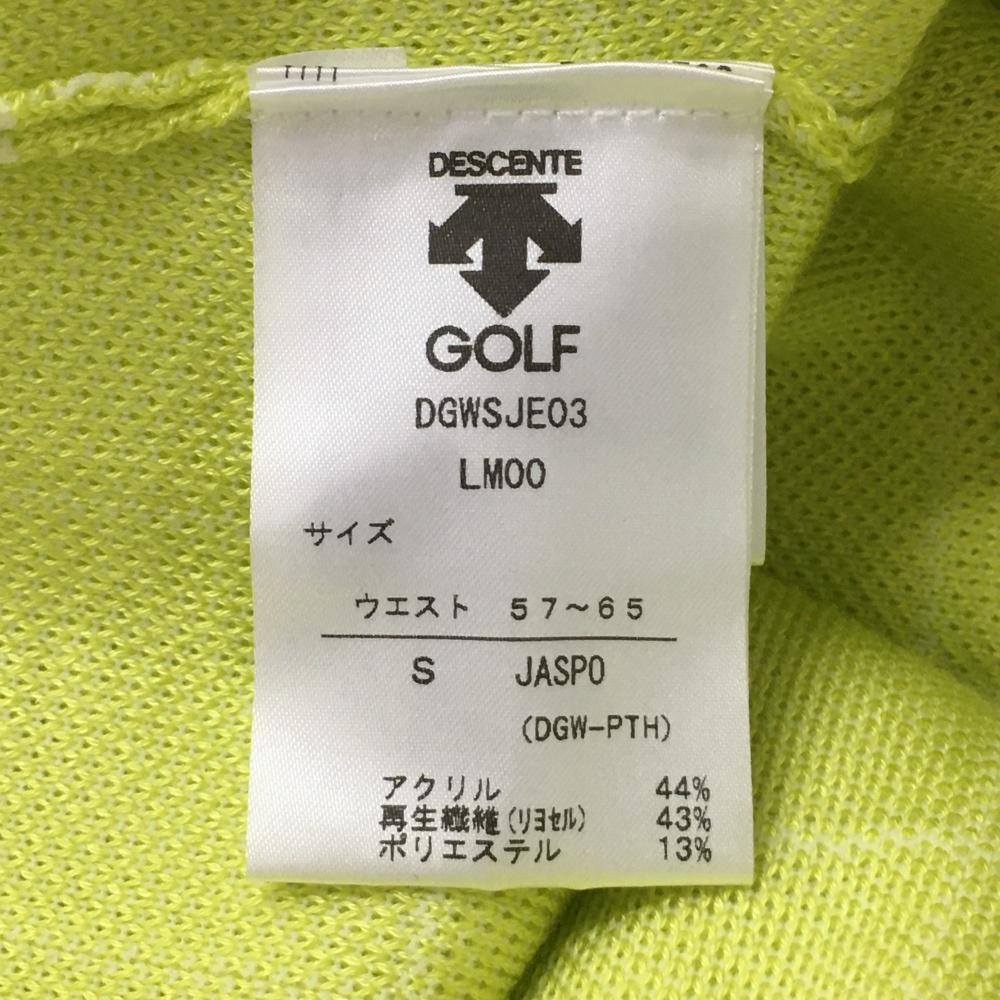 DESCENTE
GOLF
DGWSJE03
LM00
サイズ
ウエスト 57〜65
S JASPO
(DGW-PTH)
アクリル 44%
再生繊維(リヨセル) 43%
ポリエステル 13%